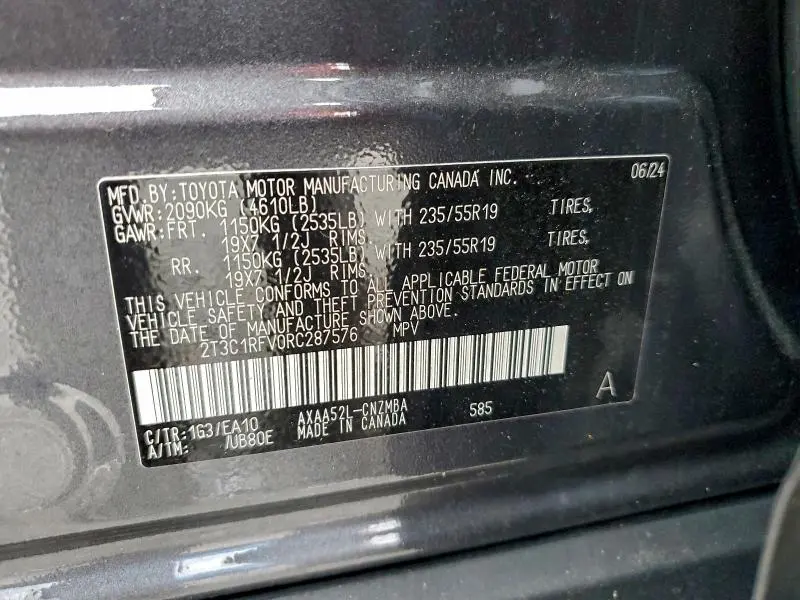 MFD.BY:TOYOTA MOTOR MANUFACTURING CANADA INC. 06/24
GVWR:2090KG (4610LB)
GAWR:FRT. 1150KG (2535LB) WITH 235/55R19 TIRES,
19X7 1/2J RIMS,
RR. 1150KG (2535LB) WITH 235/55R19 TIRES,
19X7 1/2J RIMS,
THIS VEHICLE CONFORMS TO ALL APPLICABLE FEDERAL MOTOR
VEHICLE SAFETY AND THEFT PREVENTION STANDARDS IN EFFECT ON
THE DATE OF MANUFACTURE SHOWN ABOVE.
2T3C1RFV0RC287576 MPV
A
C/TR:1G3/EA10 AXAA52L-CNZMBA 585
A/TM: /UB80E MADE IN CANADA